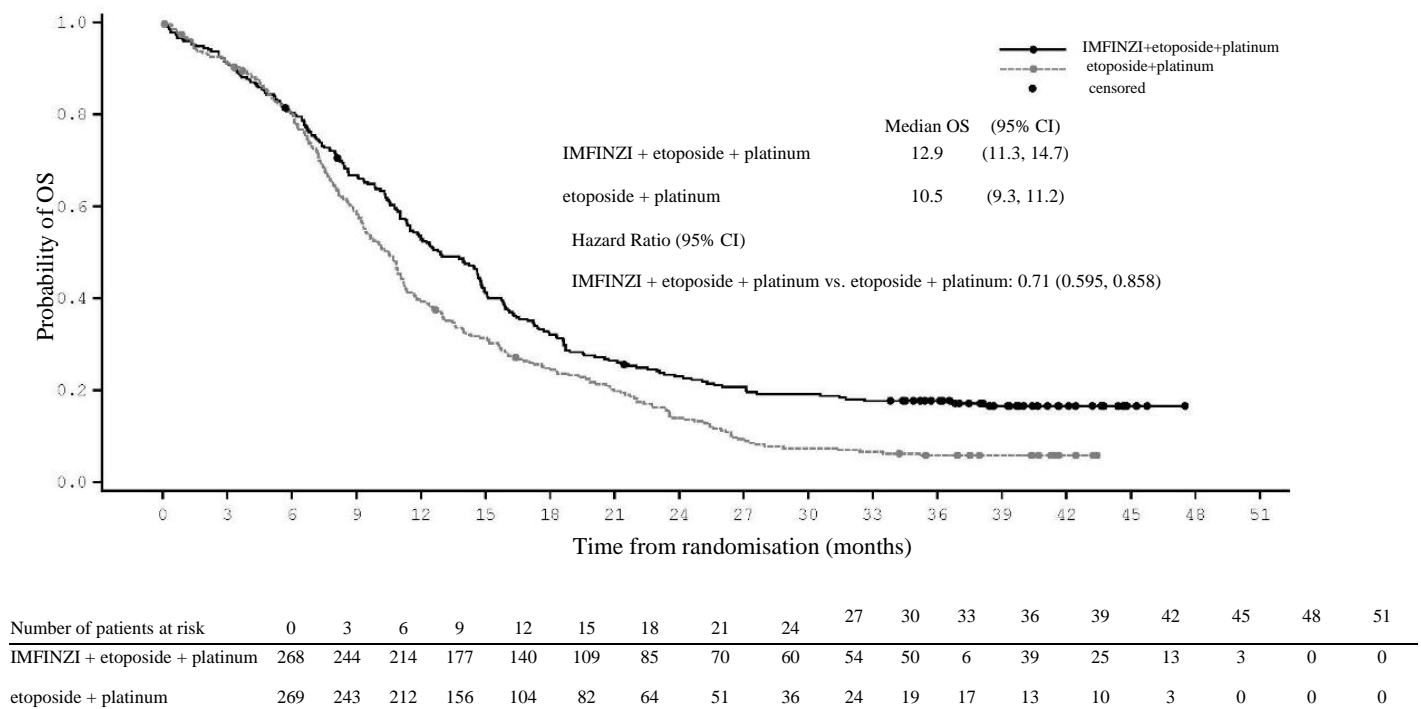 1.0
0.8
0.6
0.4
0.2
0.0
Probability of OS
IMFINZI+etoposide+platinum
etoposide+platinum
censored
Median OS (95% CI)
IMFINZI + etoposide + platinum 12.9 (11.3, 14.7)
etoposide + platinum 10.5 (9.3, 11.2)
Hazard Ratio (95% CI)
IMFINZI + etoposide + platinum vs. etoposide + platinum: 0.71 (0.595, 0.858)
0 3 6 9 12 15 18 21 24 27 30 33 36 39 42 45 48 51
Time from randomisation (months)
Number of patients at risk 0 3 6 9 12 15 18 21 24 27 30 33 36 39 42 45 48 51
IMFINZI + etoposide + platinum 268 244 214 177 140 109 85 70 60 54 50 6 39 25 13 3 0 0
etoposide + platinum 269 243 212 156 104 82 64 51 36 24 19 17 13 10 3 0 0 0